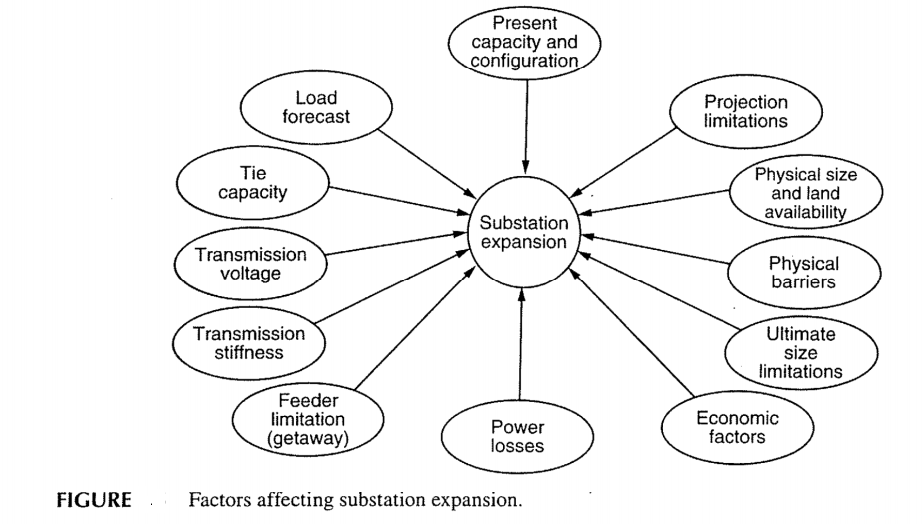 Present
capacity and
configuration
Load
forecast
Projection
limitations
Tie
capacity
Physical size
and land
availability
Substation
expansion
Transmission
voltage
Physical
barriers
Transmission
stiffness
Ultimate
size
limitations
Feeder
limitation
(getaway)
Power
losses
Economic
factors
FIGURE Factors affecting substation expansion.